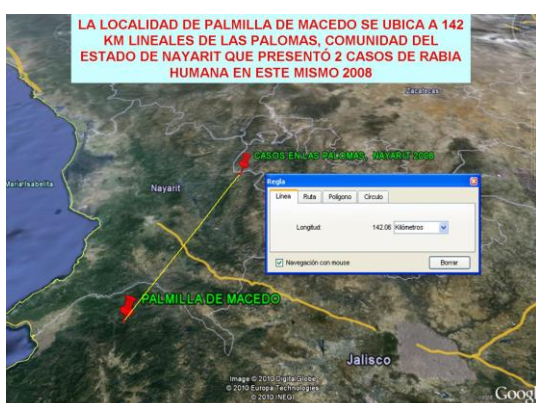 LA LOCALIDAD DE PALMILLA DE MACEDO SE UBICA A 142
KM LINEALES DE LAS PALOMAS, COMUNIDAD DEL
ESTADO DE NAYARIT QUE PRESENTÓ 2 CASOS DE RABIA
HUMANA EN ESTE MISMO 2008
Zacatecas
CASOS EN LAS PALOMAS, NAYARIT 2008
Nayarit
Regla
Línea Ruta Polígono Círculo
Longitud: 142.06 Kilómetros
Navegación con mouse
Borrar
PALMILLA DE MACEDO
Jalisco
Image © 2010 DigitalGlobe
© 2010 Europa Technologies
© 2010 INEGI
Google